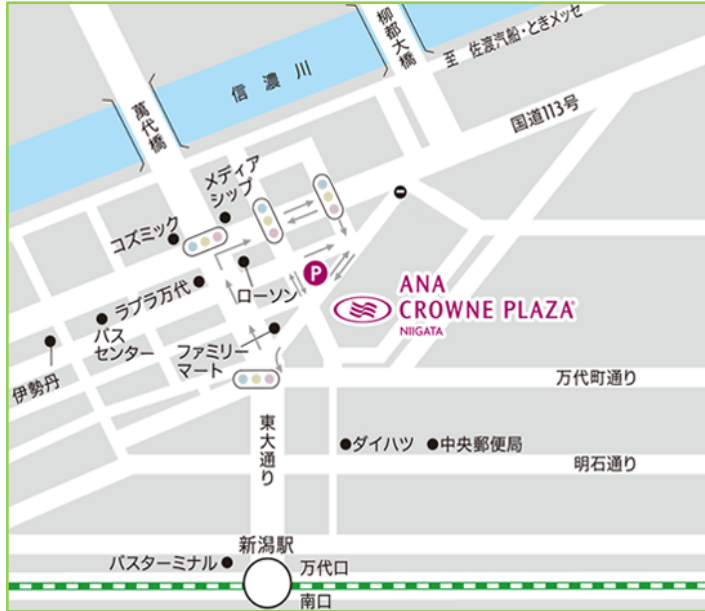 柳都大橋
至 佐渡汽船・ときメッセ
信濃川
国道113号
萬代橋
メディア
シップ
コズミック
P
ANA
CROWNE PLAZA
NIIGATA
ラブラ万代
ローソン
バス
センター
ファミリー
マート
伊勢丹
万代町通り
東大通り
ダイハツ
中央郵便局
明石通り
新潟駅
バスターミナル
万代口
南口